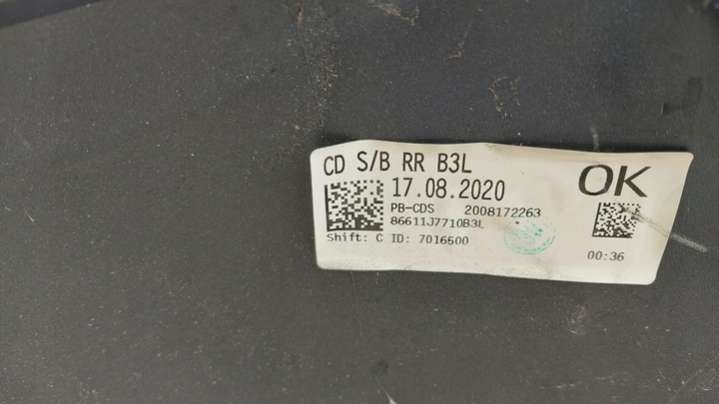 CD S/B RR B3L
OK
17.08.2020
PB-CDS 2008172263
86611J7710B3L
Shift: C ID: 7016600
00:36